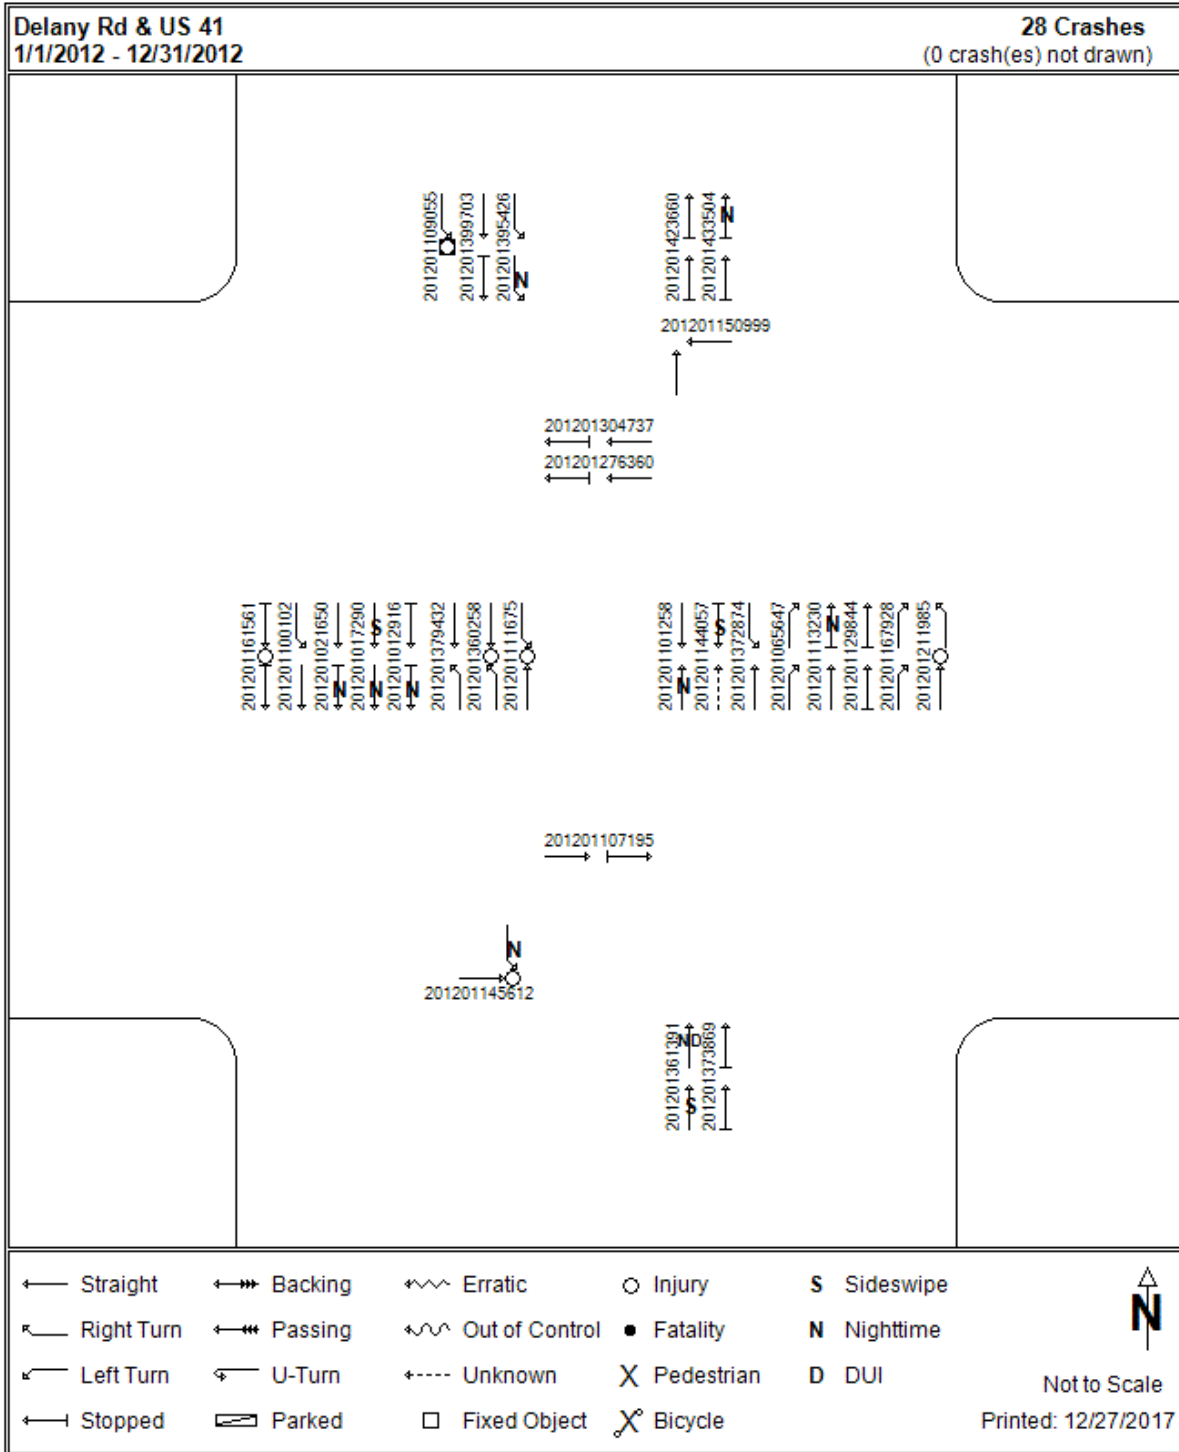 Delany Rd & US 41
28 Crashes
1/1/2012 - 12/31/2012
(0 crash(es) not drawn)
201201109055
201201399703
201201395426
N
201201423660
201201433504
N
201201150999
201201304737
201201276360
201201161561
201201100102
201201021650
N
201201017290
S
N
201201012916
N
201201379432
201201360258
201201111675
201201101258
N
201201144057
S
201201372874
201201065647
201201113230
N
201201129844
201201167928
201201211985
201201107195
N
201201145612
201201361391
ND
S
201201373869
Straight
Backing
Erratic
Injury
S Sideswipe
Right Turn
Passing
Out of Control
Fatality
N Nighttime
Left Turn
U-Turn
Unknown
Pedestrian
D DUI
Stopped
Parked
Fixed Object
Bicycle
N
Not to Scale
Printed: 12/27/2017